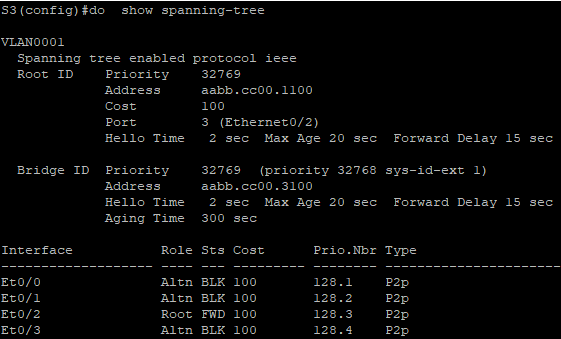 S3(config)#do  show spanning-tree

VLAN0001
  Spanning tree enabled protocol ieee
  Root ID    Priority    32769
             Address     aabb.cc00.1100
             Cost        100
             Port        3 (Ethernet0/2)
             Hello Time   2 sec  Max Age 20 sec  Forward Delay 15 sec

  Bridge ID  Priority    32769  (priority 32768 sys-id-ext 1)
             Address     aabb.cc00.3100
             Hello Time   2 sec  Max Age 20 sec  Forward Delay 15 sec
             Aging Time  300 sec

Interface           Role Sts Cost      Prio.Nbr Type
------------------- ---- --- --------- -------- --------------------------------
Et0/0               Altn BLK 100       128.1    P2p
Et0/1               Altn BLK 100       128.2    P2p
Et0/2               Root FWD 100       128.3    P2p
Et0/3               Altn BLK 100       128.4    P2p